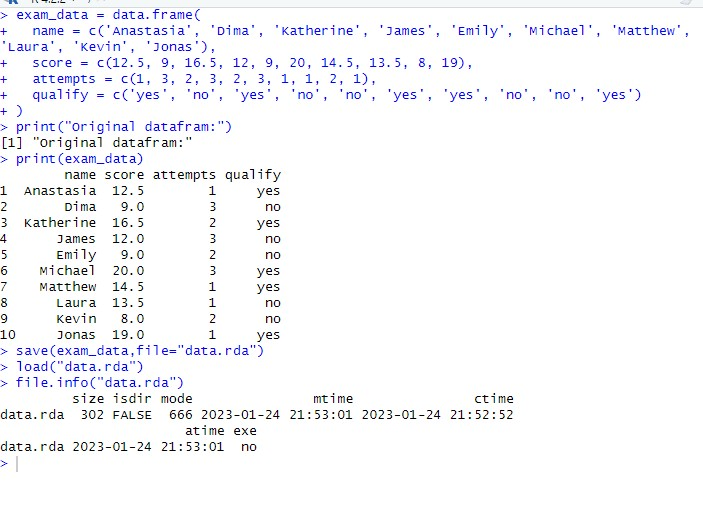 > exam_data = data.frame(
+   name = c('Anastasia', 'Dima', 'Katherine', 'James', 'Emily', 'Michael', 'Matthew',
'Laura', 'Kevin', 'Jonas'),
+   score = c(12.5, 9, 16.5, 12, 9, 20, 14.5, 13.5, 8, 19),
+   attempts = c(1, 3, 2, 3, 2, 3, 1, 1, 2, 1),
+   qualify = c('yes', 'no', 'yes', 'no', 'no', 'yes', 'yes', 'no', 'no', 'yes')
+ )
> print("Original datafram:")
[1] "Original datafram:"
> print(exam_data)
        name score attempts qualify
1  Anastasia  12.5        1     yes
2       Dima   9.0        3      no
3  Katherine  16.5        2     yes
4      James  12.0        3      no
5      Emily   9.0        2      no
6    Michael  20.0        3     yes
7    Matthew  14.5        1     yes
8      Laura  13.5        1      no
9      Kevin   8.0        2      no
10     Jonas  19.0        1     yes
> save(exam_data,file="data.rda")
> load("data.rda")
> file.info("data.rda")
         size isdir mode               mtime               ctime
data.rda  302 FALSE  666 2023-01-24 21:53:01 2023-01-24 21:52:52
                       atime exe
data.rda 2023-01-24 21:53:01  no
>